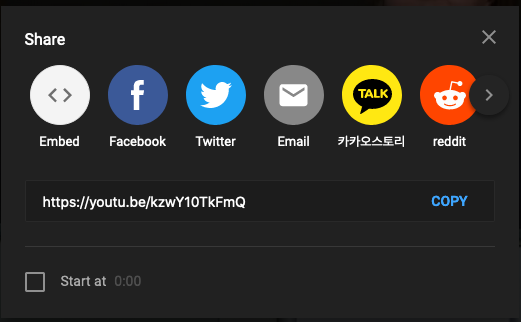 Share
TALK
Embed
Facebook
Twitter
Email
카카오스토리
reddit
https://youtu.be/kzwY10TkFmQ
COPY
Start at 0:00